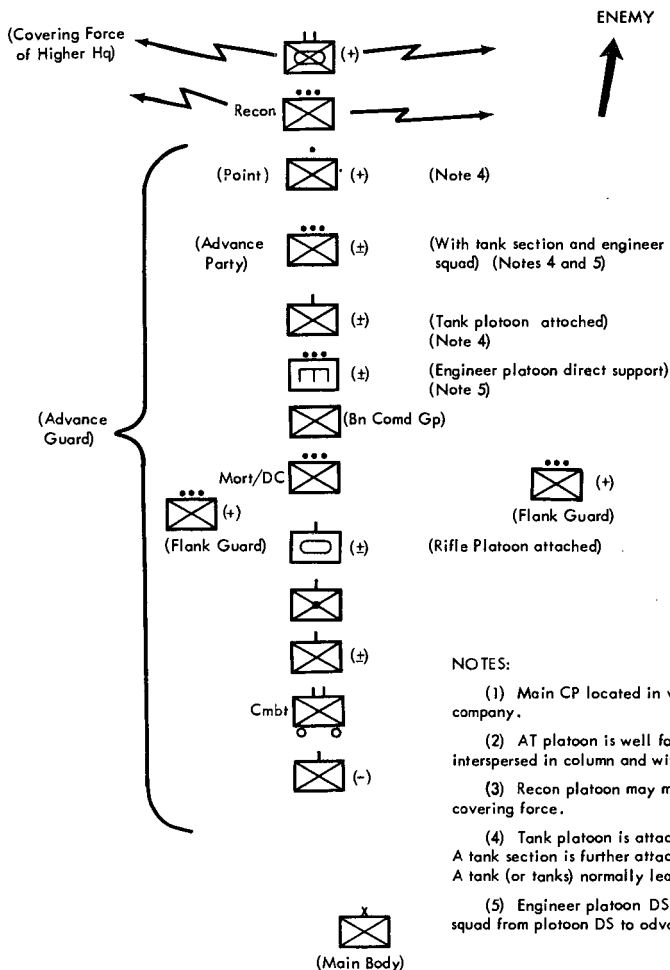 ENEMY
(Covering Force
of Higher Hq)
(+)
Recon
(Point)
(+)
(Note 4)
(Advance
Party)
(±)
(With tank section and engineer
squad) (Notes 4 and 5)
(±)
(Tank plotoon attoched)
(Note 4)
(±)
(Engineer platoon direct support)
(Note 5)
(Advance
Guard)
(Bn Comd Gp)
Mort/DC
(+)
(Flank Guard)
(+)
(Flank Guard)
(±)
(Rifle Platoon attached)
(±)
Cmbt
(-)
x
(Main Body)
NOTES:
(1) Main CP located in
company.
(2) AT platoon is well
interspersed in column and
(3) Recon platoon may
covering force.
(4) Tank platoon is
A tank section is further
A tank (or tanks) normally
(5) Engineer platoon DS
squad from plotoon DS to